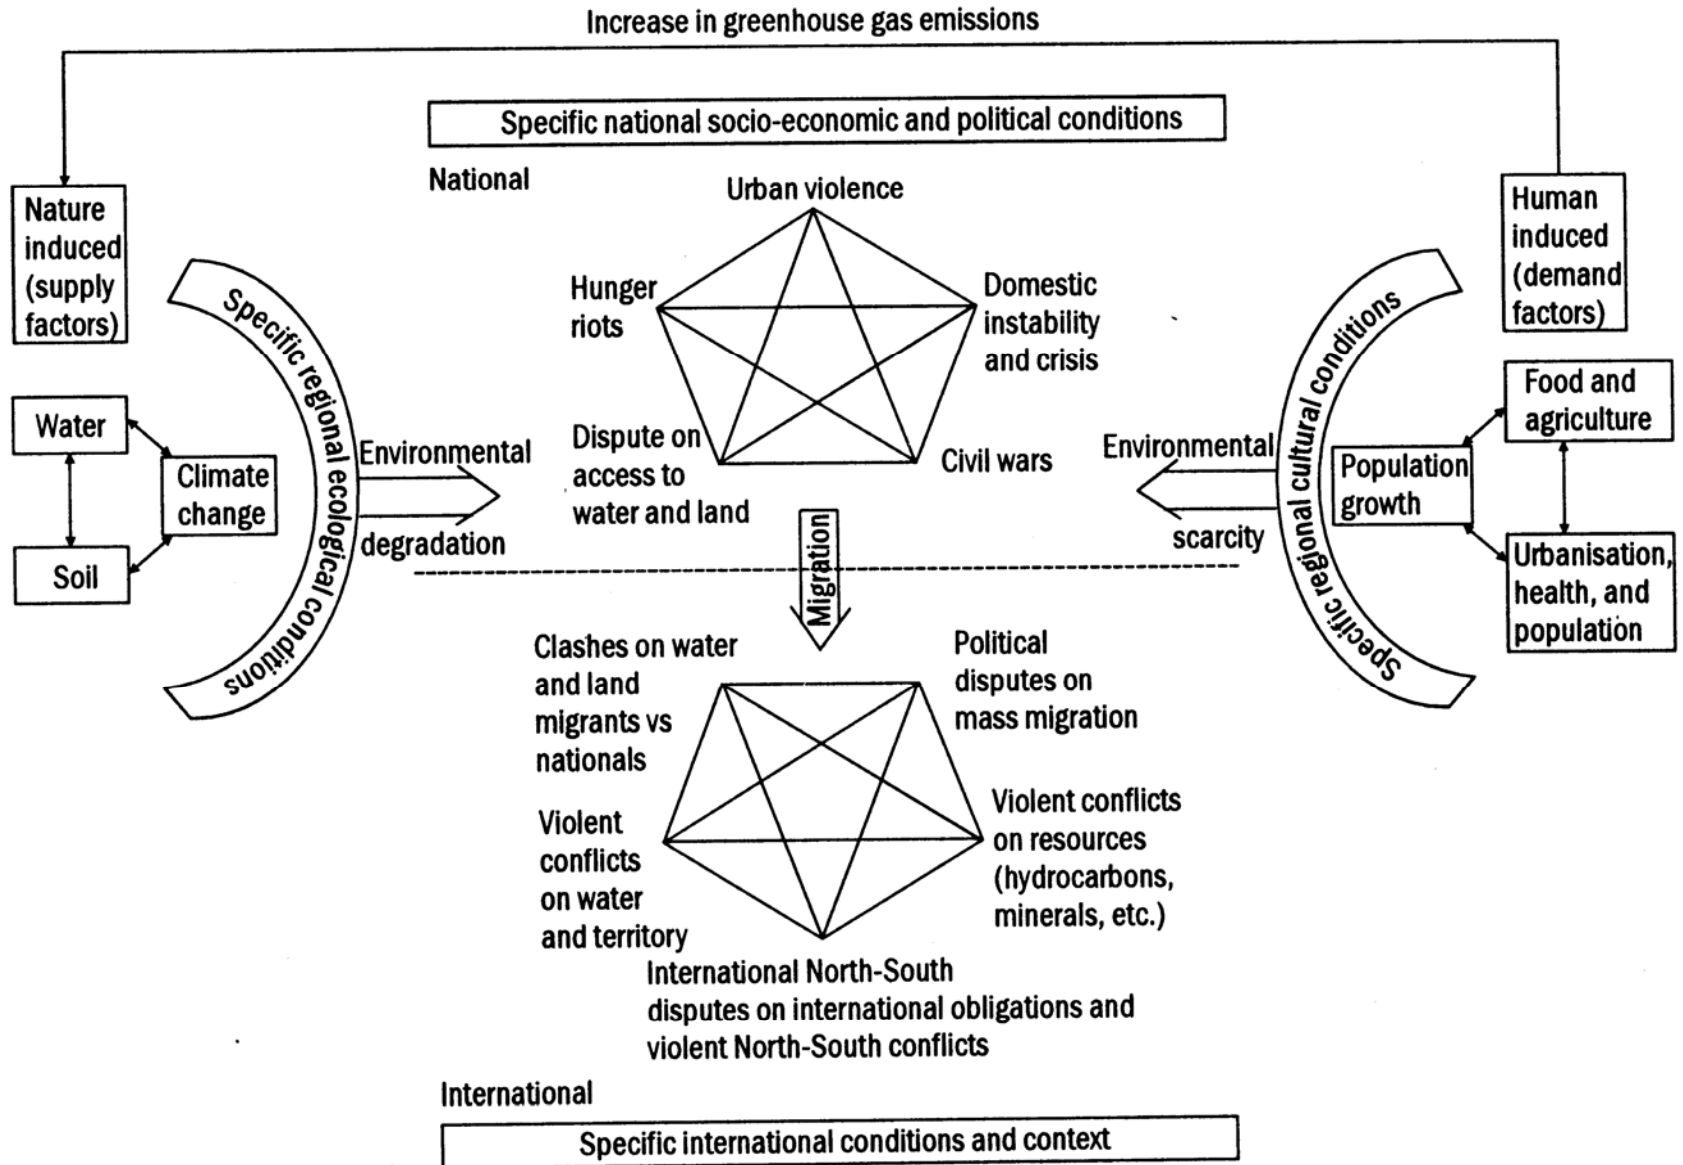 Increase in greenhouse gas emissions
Specific national socio-economic and political conditions
National
Nature
induced
(supply
factors)
Water
Climate
change
Soil
Specific regional ecological conditions
Environmental
degradation
Urban violence
Hunger
riots
Domestic
instability
and crisis
Dispute on
access to
water and land
Civil wars
Migration
Environmental
scarcity
Specific regional cultural conditions
Human
induced
(demand
factors)
Food and
agriculture
Population
growth
Urbanisation,
health, and
population
Clashes on water
and land
migrants vs
nationals
Political
disputes on
mass migration
Violent
conflicts
on water
and territory
Violent conflicts
on resources
(hydrocarbons,
minerals, etc.)
International North-South
disputes on international obligations and
violent North-South conflicts
International
Specific international conditions and context